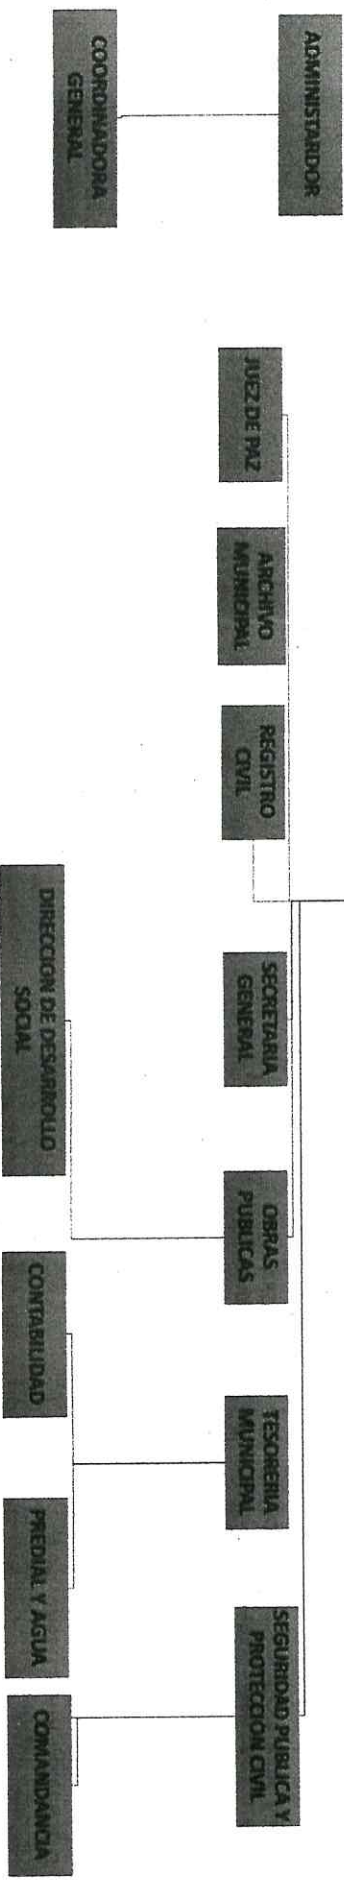 ADMINISTARDOR
COORDINADORA
GENERAL
JUEZ DE PAZ
ARCHIVO
MUNICIPAL
REGISTRO
CIVIL
SECRETARIA
GENERAL
OBRAS
PUBLICAS
TESORERIA
MUNICIPAL
SEGURIDAD PUBLICA Y
PROTECCION CIVIL
DIRECCION DE DESARROLLO
SOCIAL
CONTABILIDAD
PREDIAL Y AGUA
COMANDANCIA